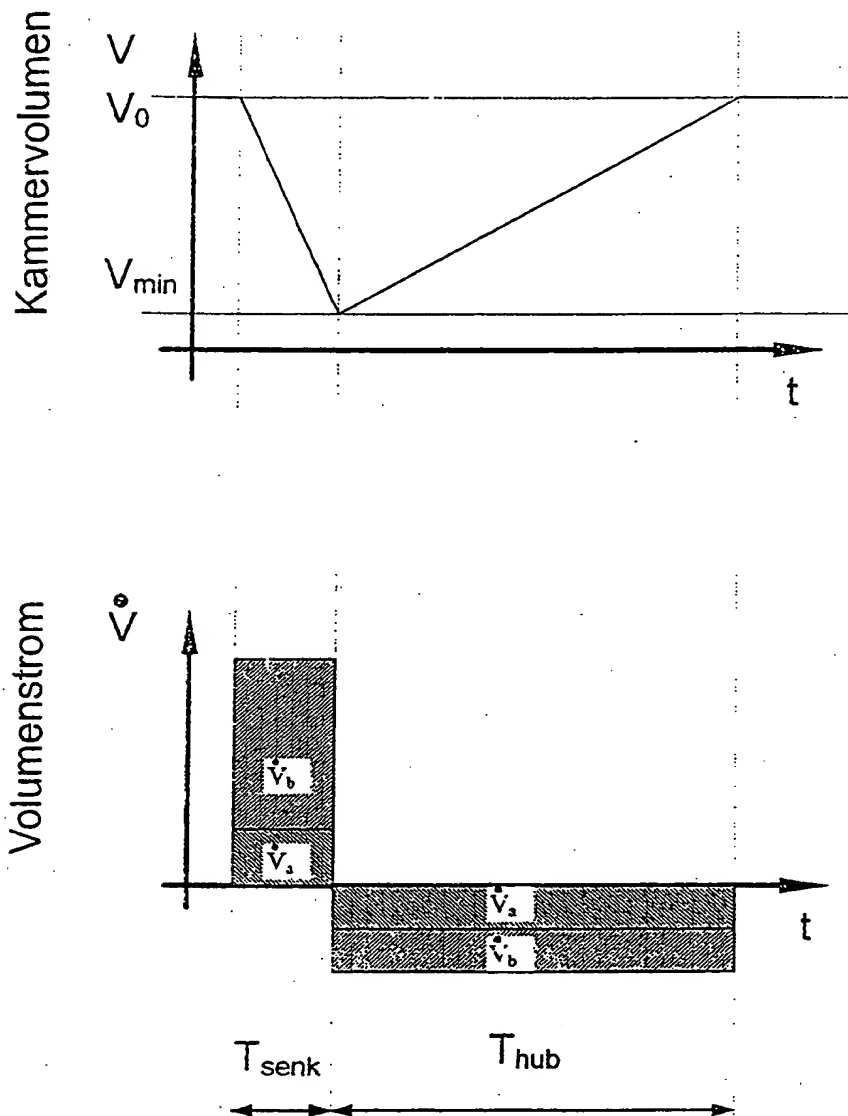 Kammervolumen
V
V0
Vmin
t
Volumenstrom
V̇
V̇b
V̇a
V̇a
V̇b
t
Tsenk
Thub